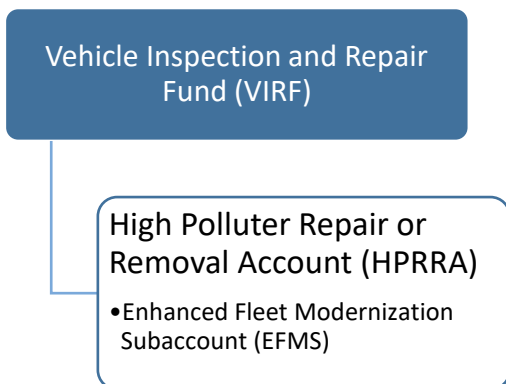 Vehicle Inspection and Repair
Fund (VIRF)
High Polluter Repair or
Removal Account (HPRRA)
•Enhanced Fleet Modernization
Subaccount (EFMS)